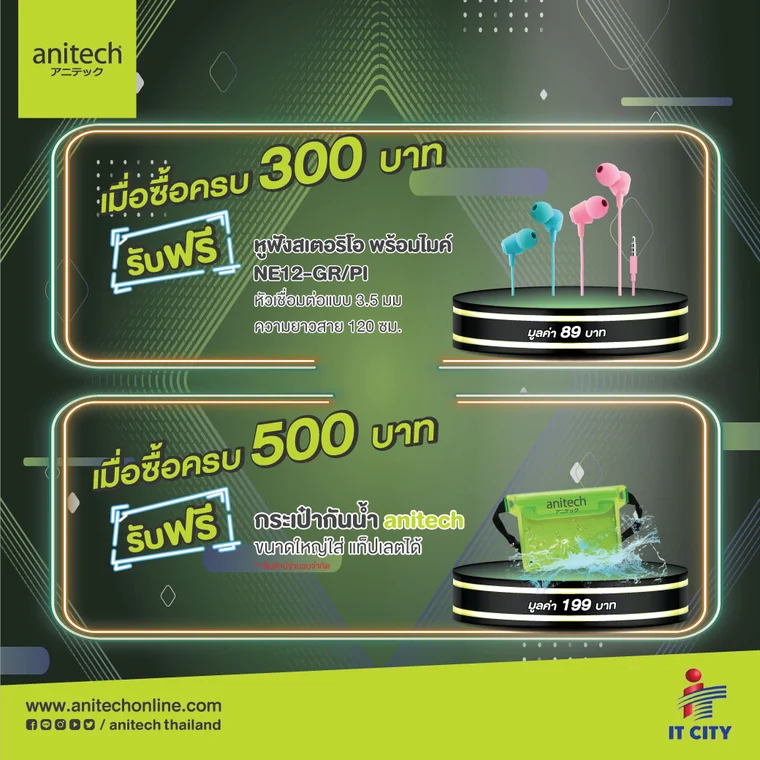 anitech
アニテック
เมื่อซื้อครบ 300 บาท
รับฟรี
หูฟังสเตอริโอ พร้อมไมค์
NE12-GR/PI
หัวเชื่อมต่อแบบ 3.5 มม
ความยาวสาย 120 ซม.
มูลค่า 89 บาท
เมื่อซื้อครบ 500 บาท
รับฟรี
กระเป๋ากันน้ำ anitech
ขนาดใหญ่ใส่ แท็ปเลตได้
anitech
アニテック
มูลค่า 199 บาท
www.anitechonline.com
/ anitech thailand
IT CITY